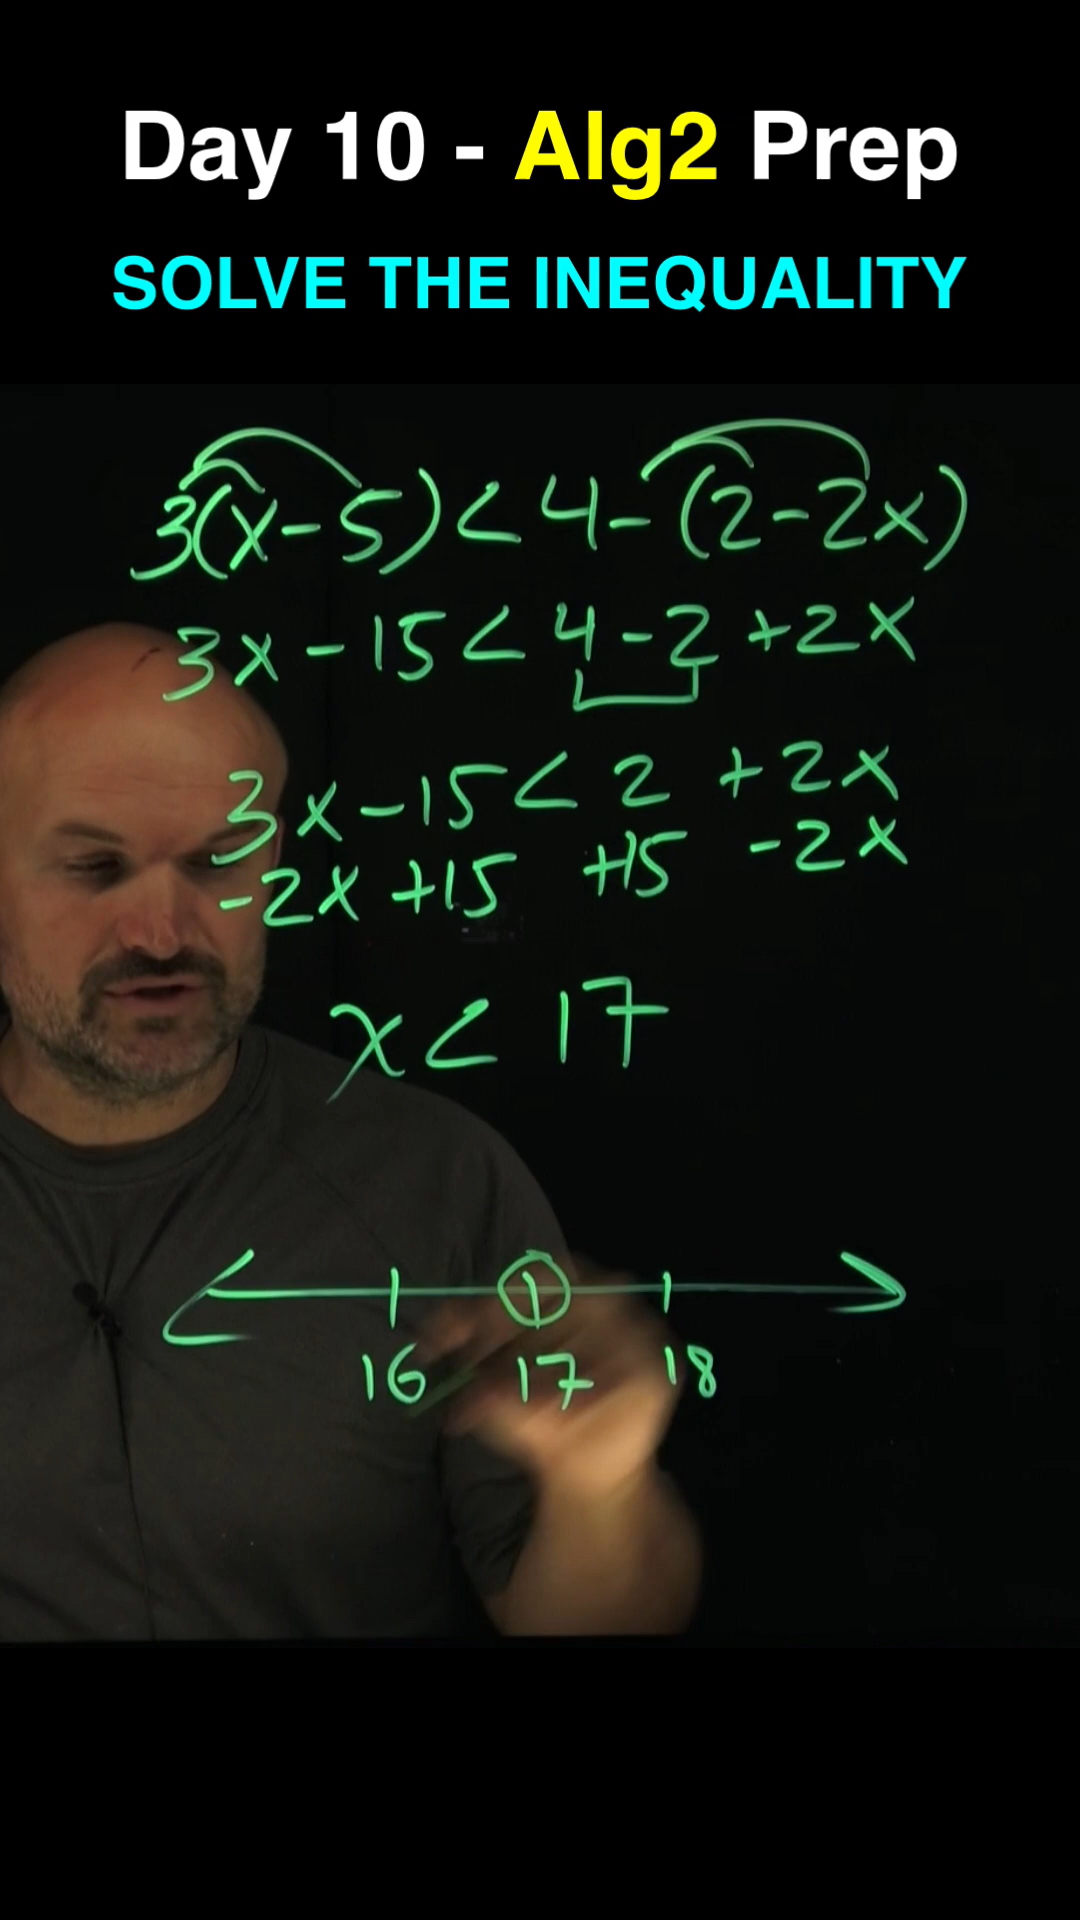 Day 10 - Alg2 Prep
SOLVE THE INEQUALITY
3(x-5)<4-(2-2x)
3x-15<4-2+2x
3x-15<2+2x
-2x+15 +15 -2x
x<17
16 17 18